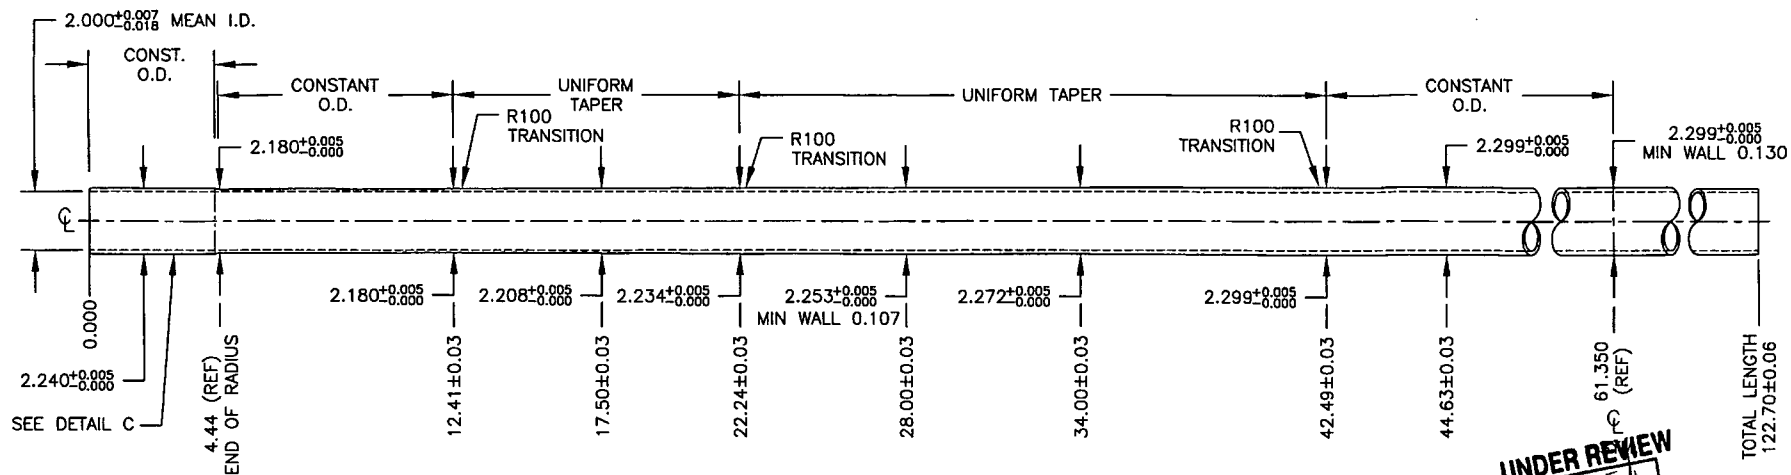 2.000+0.007 -0.018 MEAN I.D.
CONST.
O.D.
CONSTANT
O.D.
UNIFORM
TAPER
UNIFORM TAPER
CONSTANT
O.D.
R100
TRANSITION
R100
TRANSITION
R100
TRANSITION
2.180+0.005 -0.000
2.299+0.005 -0.000
2.299+0.005 -0.000
MIN WALL 0.130
℄
2.180+0.005 -0.000
2.208+0.005 -0.000
2.234+0.005 -0.000
2.253+0.005 -0.000
MIN WALL 0.107
2.272+0.005 -0.000
2.299+0.005 -0.000
2.240+0.005 -0.000
SEE DETAIL C
0.000
4.44 (REF)
END OF RADIUS
12.41±0.03
17.50±0.03
22.24±0.03
28.00±0.03
34.00±0.03
42.49±0.03
44.63±0.03
61.350
(REF)
℄
TOTAL LENGTH
122.70±0.06
UNDER REVIEW